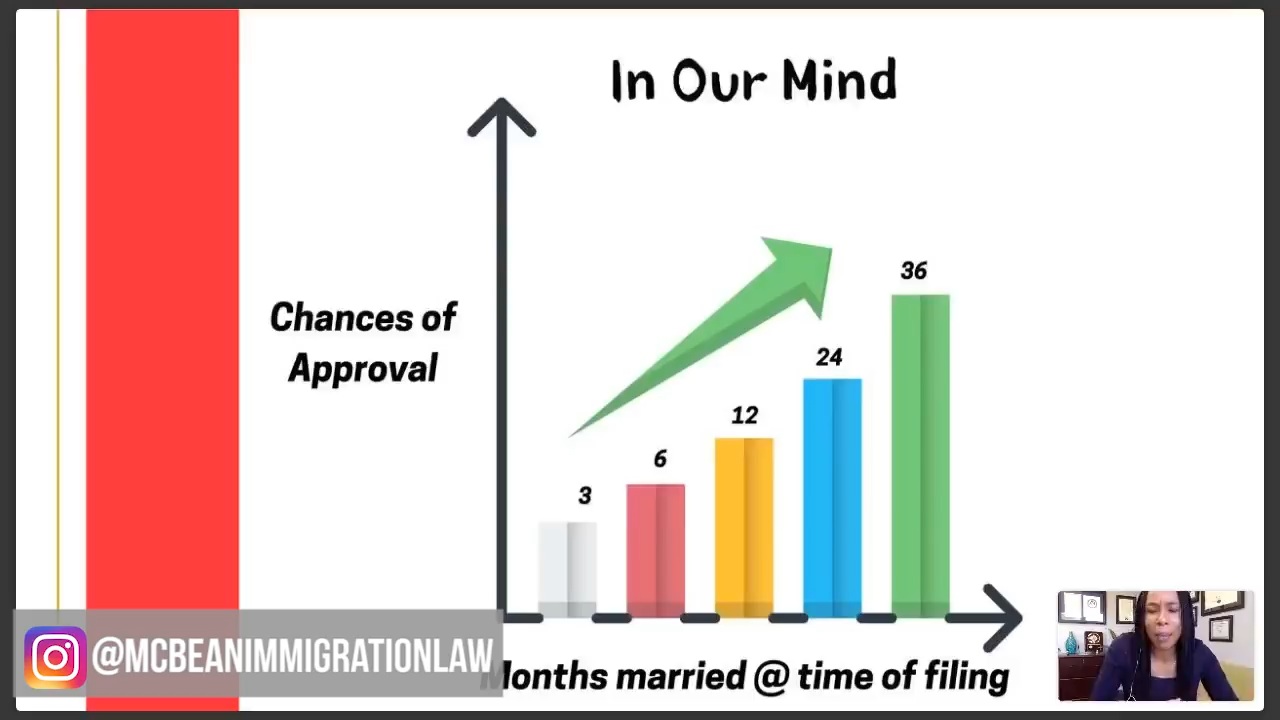 In Our Mind
Chances of
Approval
36
24
12
6
3
@MCBEANIMMIGRATIONLAW
Months married @ time of filing